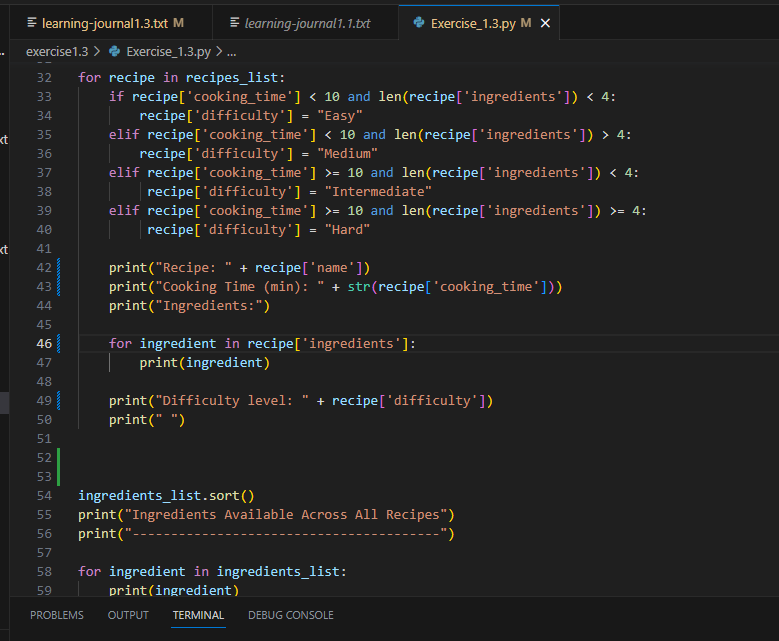 learning-journal1.3.txt M
learning-journal1.1.txt
Exercise_1.3.py M ×
exercise1.3 > Exercise_1.3.py > ...
32 for recipe in recipes_list:
33 if recipe['cooking_time'] < 10 and len(recipe['ingredients']) < 4:
34 recipe['difficulty'] = "Easy"
35 elif recipe['cooking_time'] < 10 and len(recipe['ingredients']) > 4:
36 recipe['difficulty'] = "Medium"
37 elif recipe['cooking_time'] >= 10 and len(recipe['ingredients']) < 4:
38 recipe['difficulty'] = "Intermediate"
39 elif recipe['cooking_time'] >= 10 and len(recipe['ingredients']) >= 4:
40 recipe['difficulty'] = "Hard"
41
42 print("Recipe: " + recipe['name'])
43 print("Cooking Time (min): " + str(recipe['cooking_time']))
44 print("Ingredients:")
45
46 for ingredient in recipe['ingredients']:
47 print(ingredient)
48
49 print("Difficulty level: " + recipe['difficulty'])
50 print(" ")
51
52
53
54 ingredients_list.sort()
55 print("Ingredients Available Across All Recipes")
56 print("----------------------------------------")
57
58 for ingredient in ingredients_list:
59 print(ingredient)
PROBLEMS OUTPUT TERMINAL DEBUG CONSOLE